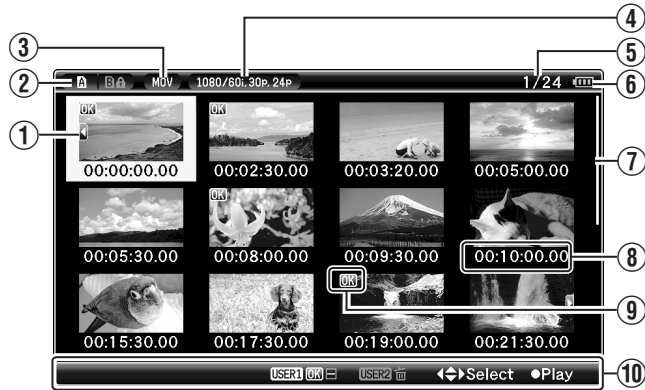 ④
③
⑤
②
A B MOV 1080/60i.30P.24P 1/24
⑥
①
OK OK
00:00:00.00 00:02:30.00 00:03:20.00 00:05:00.00
⑦
OK
00:05:30.00 00:08:00.00 00:09:30.00 00:10:00.00
⑧
OK
⑨
00:15:30.00 00:17:30.00 00:19:00.00 00:21:30.00
USER1 OK USER2 Select ●Play
⑩